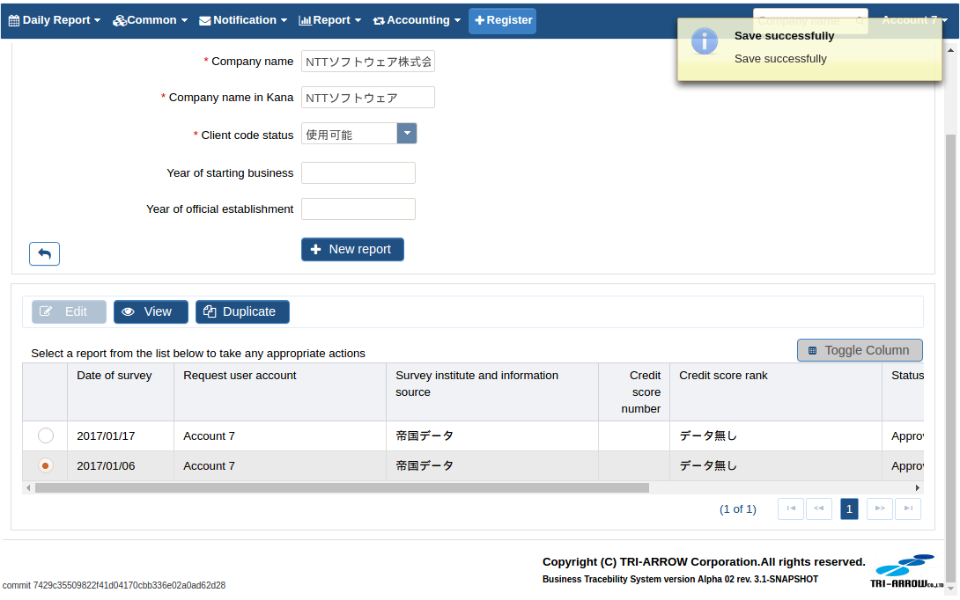 Daily Report Common Notification Report Accounting Register Company name Account 7
Save successfully
Save successfully
* Company name NTTソフトウェア株式会
* Company name in Kana NTTソフトウェア
* Client code status 使用可能
Year of starting business
Year of official establishment
New report
Edit View Duplicate
Select a report from the list below to take any appropriate actions
Toggle Column
Date of survey Request user account Survey institute and information source Credit score number Credit score rank Status
2017/01/17 Account 7 帝国データ データ無し Approv
2017/01/06 Account 7 帝国データ データ無し Approv
(1 of 1) 1
Copyright (C) TRI-ARROW Corporation.All rights reserved.
Business Tracebility System version Alpha 02 rev. 3.1-SNAPSHOT
TRI-ARROW Co.,LTD
commit 7429c35509822f41d04170cbb336e02a0ad62d28